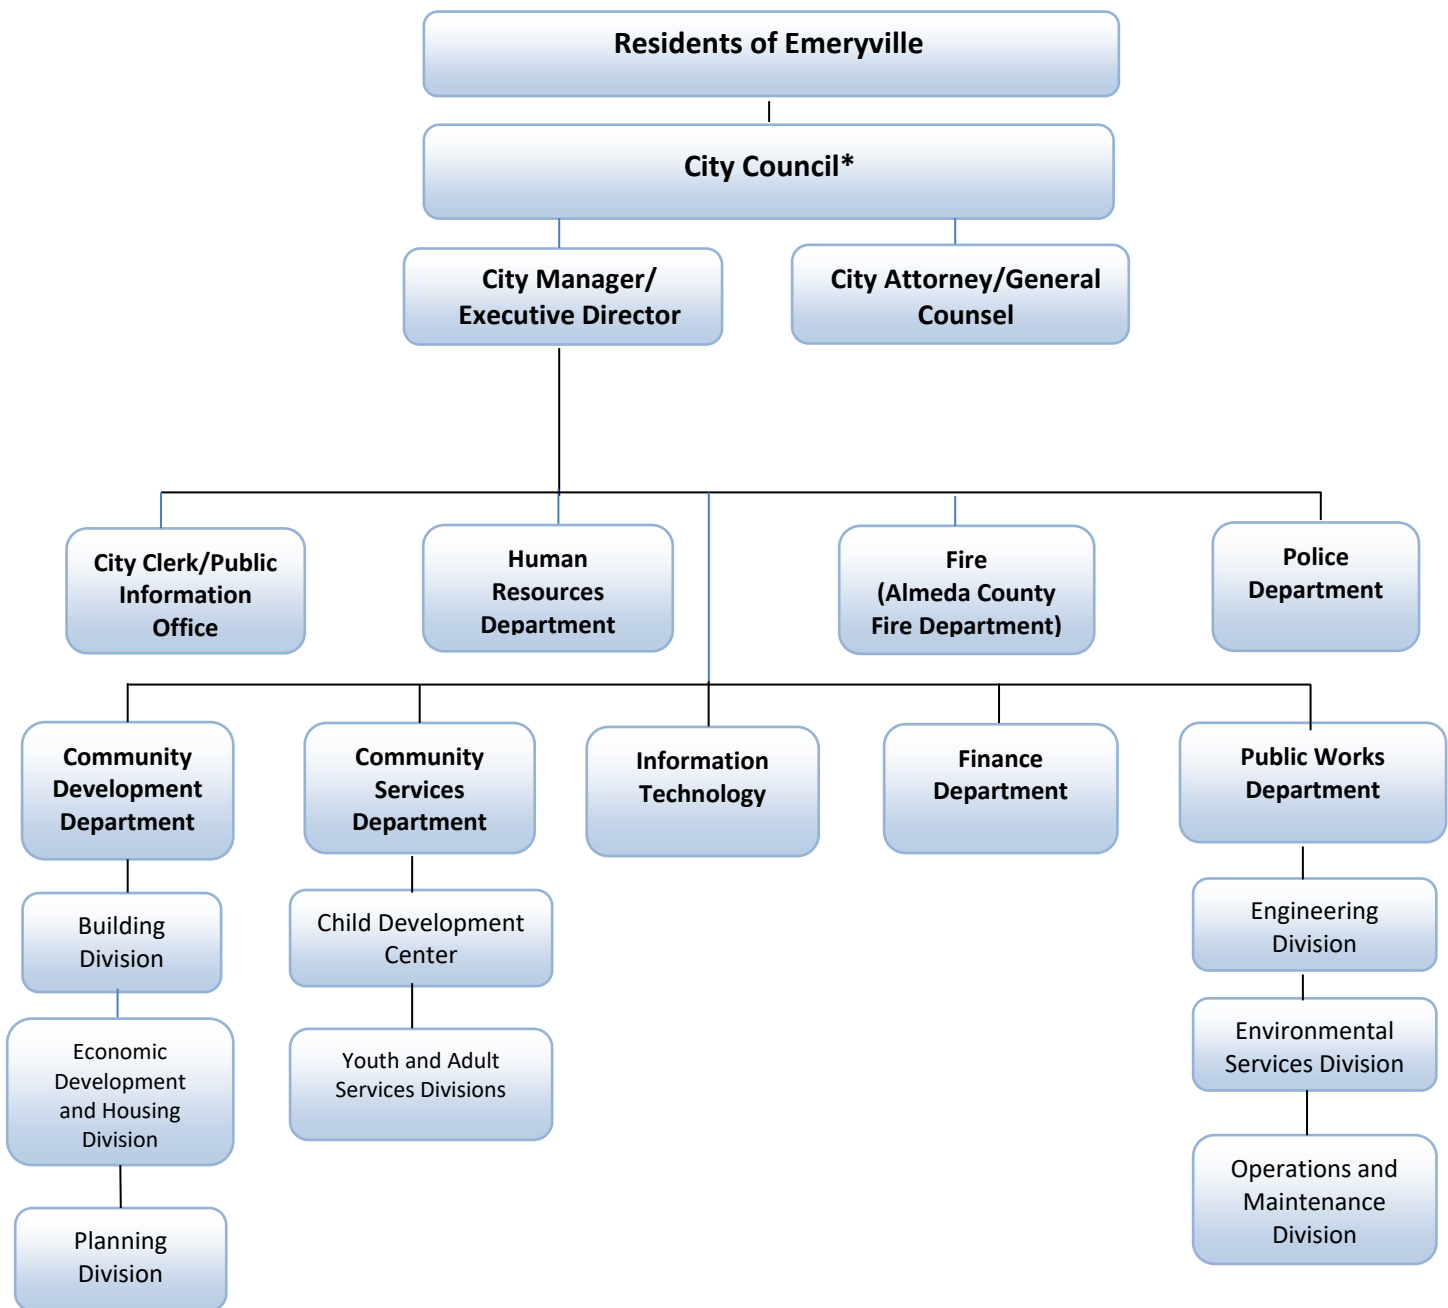 Residents of Emeryville
City Council*
City Manager/
Executive Director
City Attorney/General
Counsel
City Clerk/Public
Information
Office
Human
Resources
Department
Fire
(Almeda County
Fire Department)
Police
Department
Community
Development
Department
Community
Services
Department
Information
Technology
Finance
Department
Public Works
Department
Building
Division
Child Development
Center
Engineering
Division
Economic
Development
and Housing
Division
Youth and Adult
Services Divisions
Environmental
Services Division
Planning
Division
Operations and
Maintenance
Division